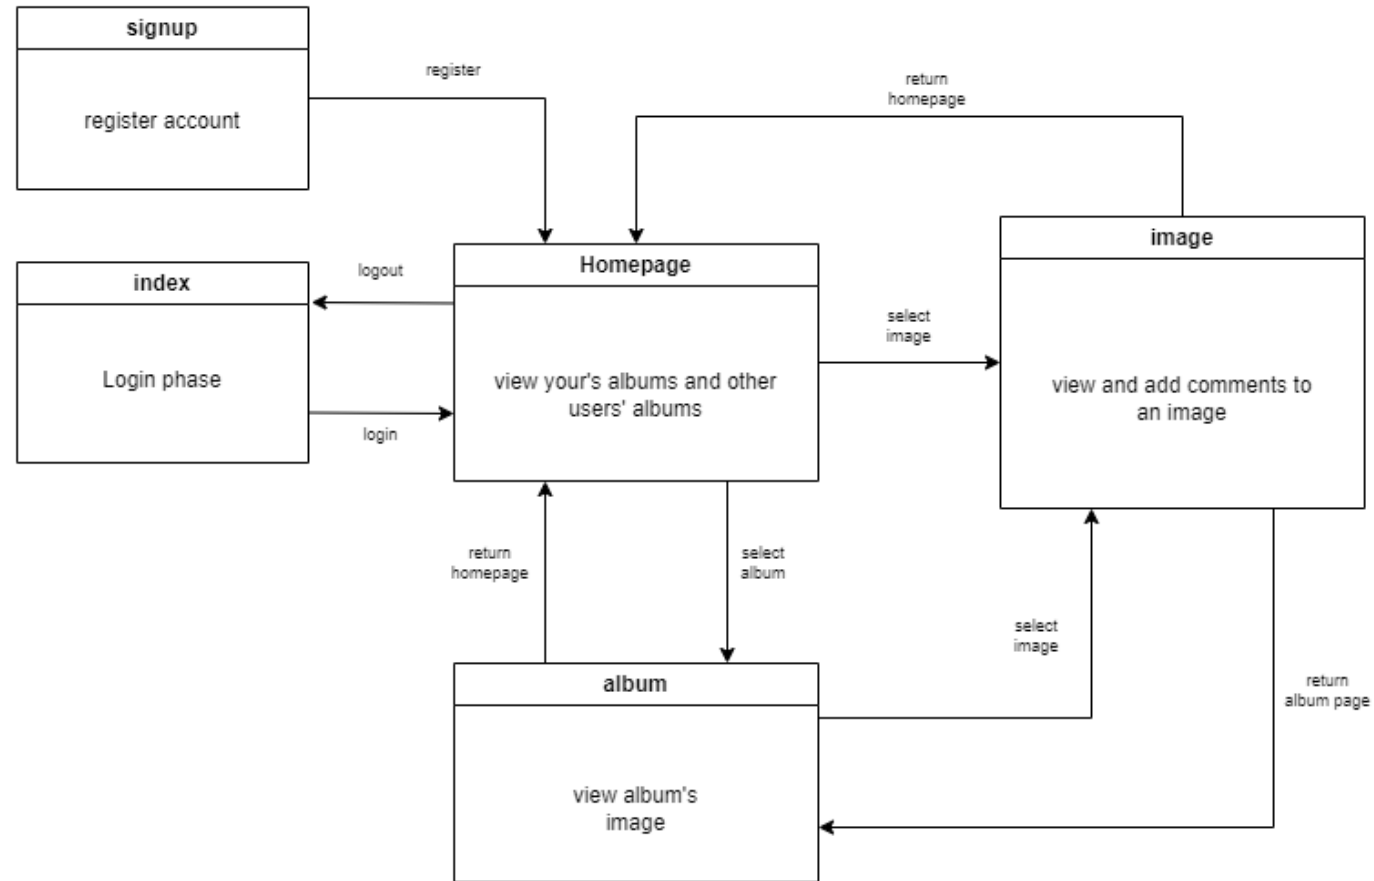 signup
register account
register
return
homepage
index
Login phase
logout
login
Homepage
view your's albums and other
users' albums
select
image
image
view and add comments to
an image
return
homepage
select
album
select
image
return
album page
album
view album's
image